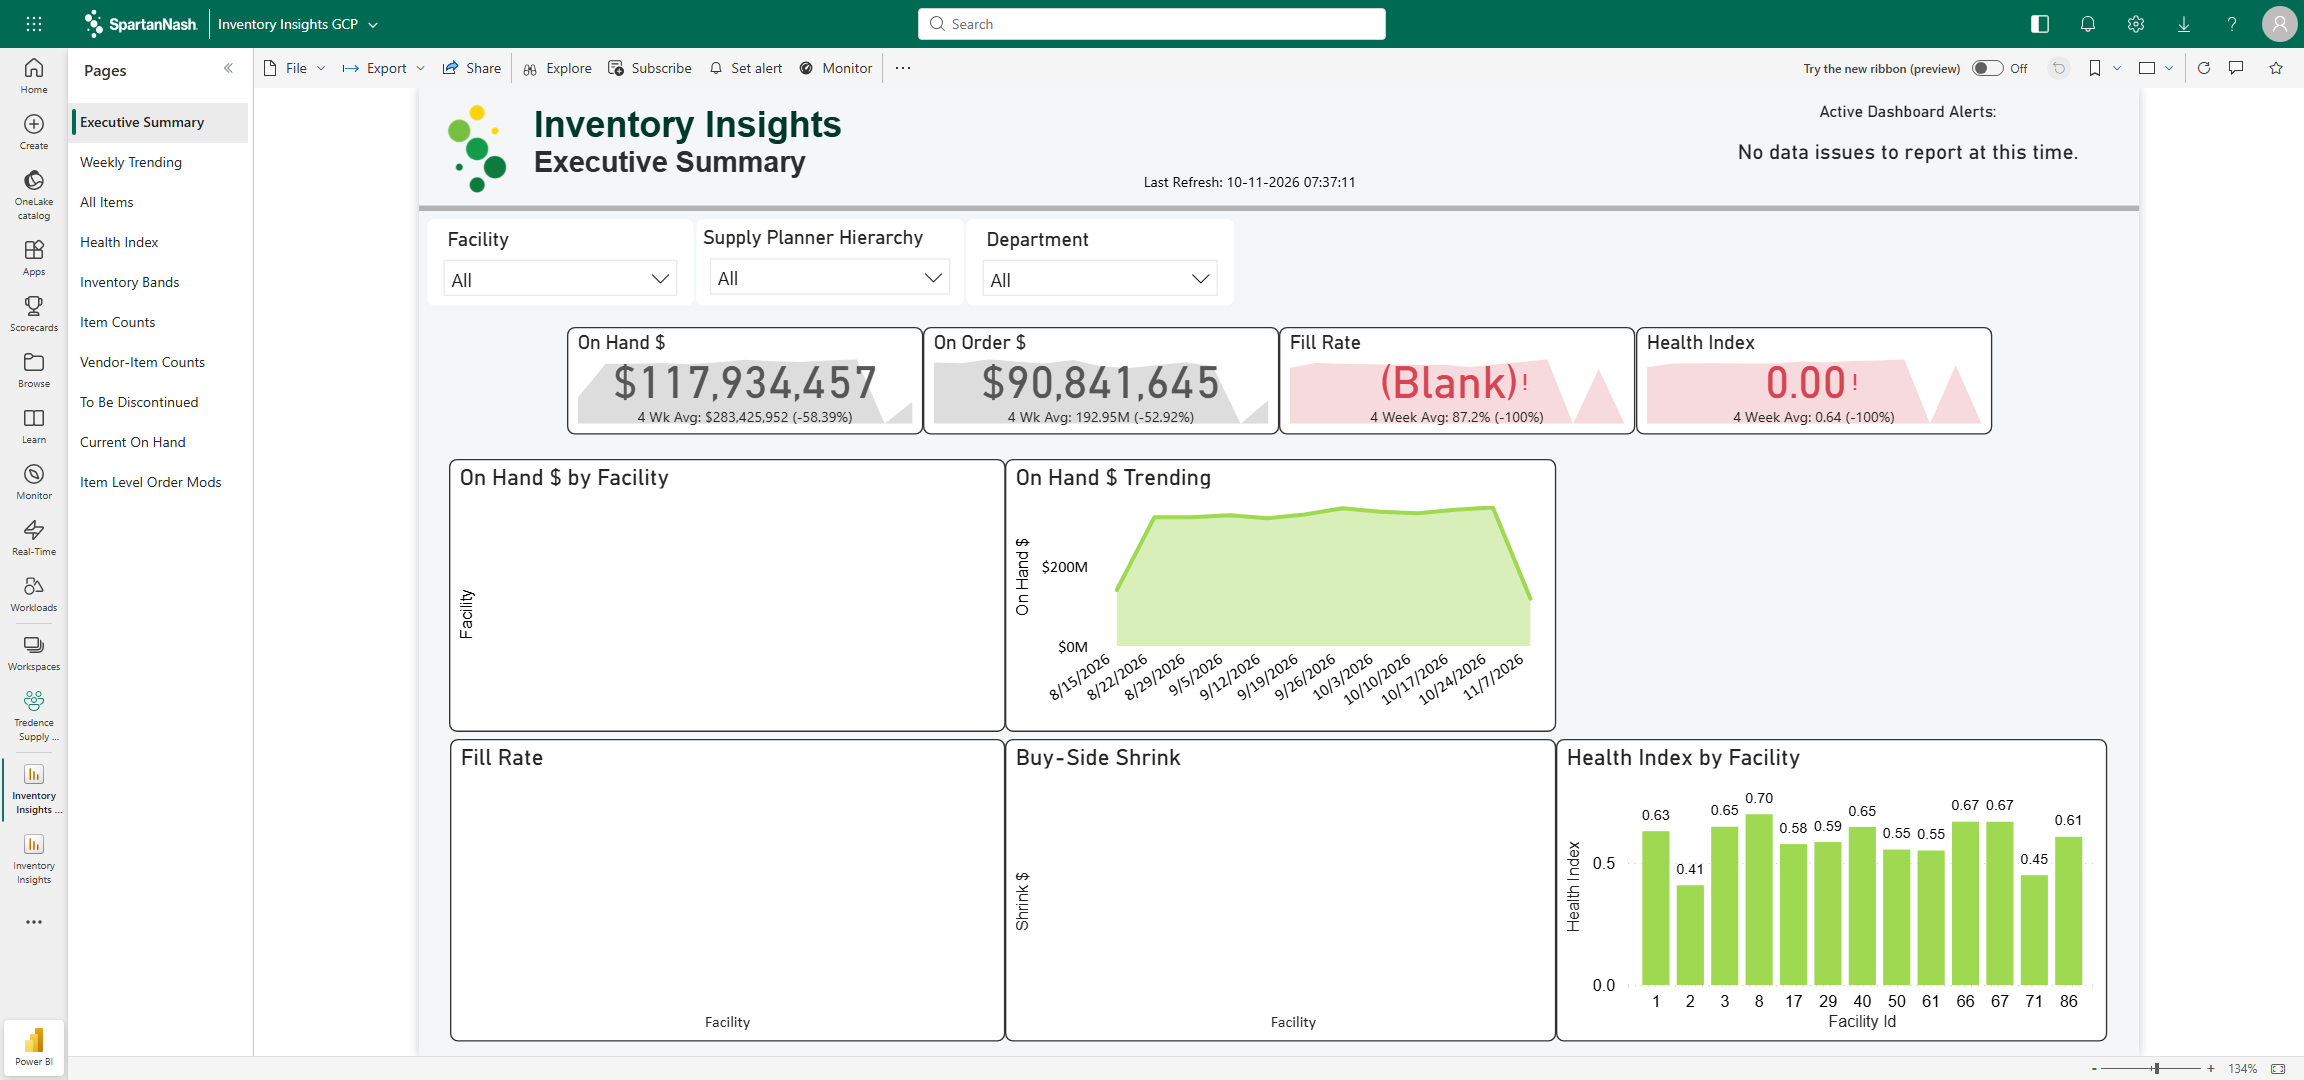 SpartanNash
Inventory Insights GCP
Search
Home
Create
OneLake
catalog
Apps
Scorecards
Browse
Learn
Monitor
Real-Time
Workloads
Workspaces
Tredence
Supply ...
Inventory
Insights ...
Inventory
Insights
Power BI
Pages
Executive Summary
Weekly Trending
All Items
Health Index
Inventory Bands
Item Counts
Vendor-Item Counts
To Be Discontinued
Current On Hand
Item Level Order Mods
File
Export
Share
Explore
Subscribe
Set alert
Monitor
Try the new ribbon (preview)
Off
Inventory Insights
Executive Summary
Last Refresh: 10-11-2026 07:37:11
Active Dashboard Alerts:
No data issues to report at this time.
Facility
All
Supply Planner Hierarchy
All
Department
All
On Hand $
$117,934,457
4 Wk Avg: $283,425,952 (-58.39%)
On Order $
$90,841,645
4 Wk Avg: 192.95M (-52.92%)
Fill Rate
(Blank)!
4 Week Avg: 87.2% (-100%)
Health Index
0.00!
4 Week Avg: 0.64 (-100%)
On Hand $ by Facility
Facility
On Hand $ Trending
On Hand $
$200M
$0M
8/15/2026
8/22/2026
8/29/2026
9/5/2026
9/12/2026
9/19/2026
9/26/2026
10/3/2026
10/10/2026
10/17/2026
10/24/2026
11/7/2026
Fill Rate
Facility
Buy-Side Shrink
Shrink $
Facility
Health Index by Facility
Health Index
0.5
0.0
0.63
0.41
0.65
0.70
0.58
0.59
0.65
0.55
0.55
0.67
0.67
0.45
0.61
1 2 3 8 17 29 40 50 61 66 67 71 86
Facility Id
- + 134%